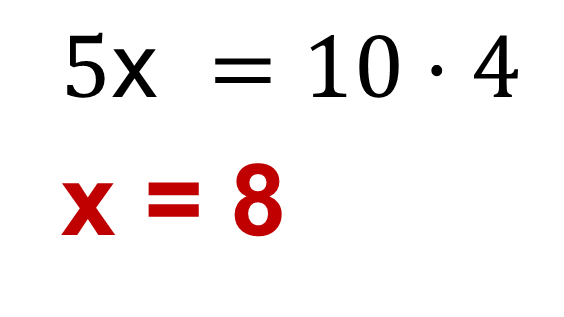 5x = 10 · 4
x = 8